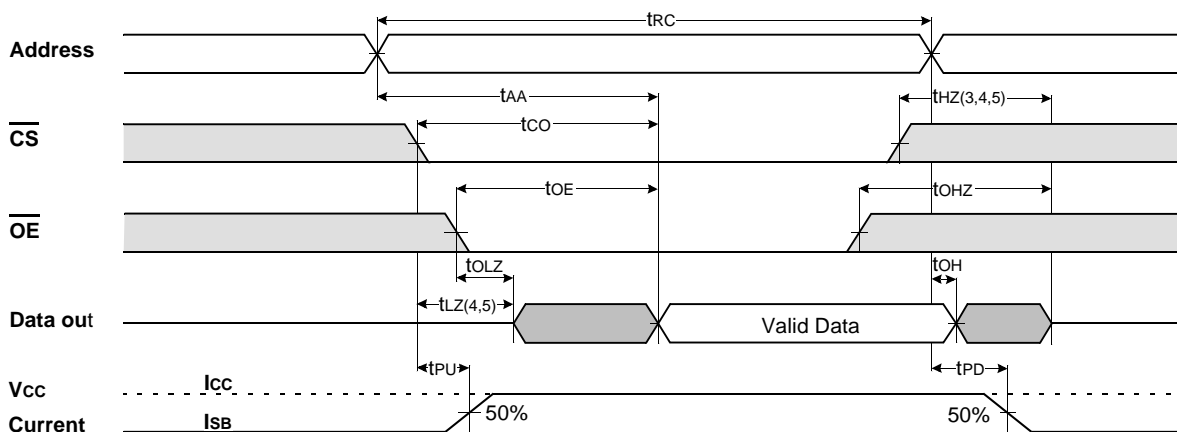 tRC
Address
tAA
tHZ(3,4,5)
tCO
CS
tOE
tOHZ
OE
tOLZ
tOH
tLZ(4,5)
Data out
Valid Data
tPU
tPD
VCC
ICC
50%
50%
Current
ISB